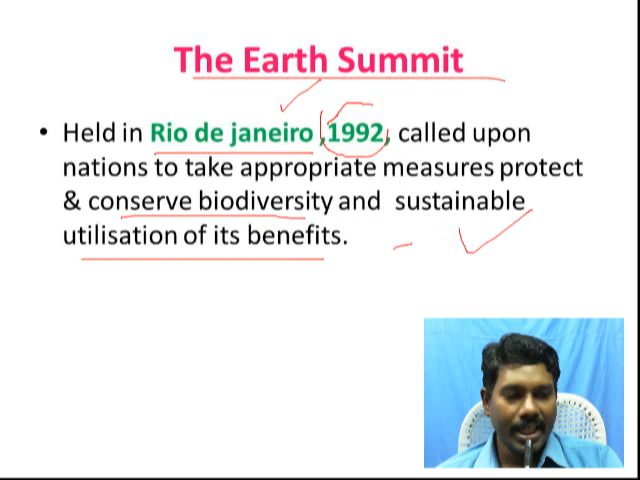 The Earth Summit
• Held in Rio de janeiro ,1992, called upon
nations to take appropriate measures protect
& conserve biodiversity and sustainable
utilisation of its benefits.